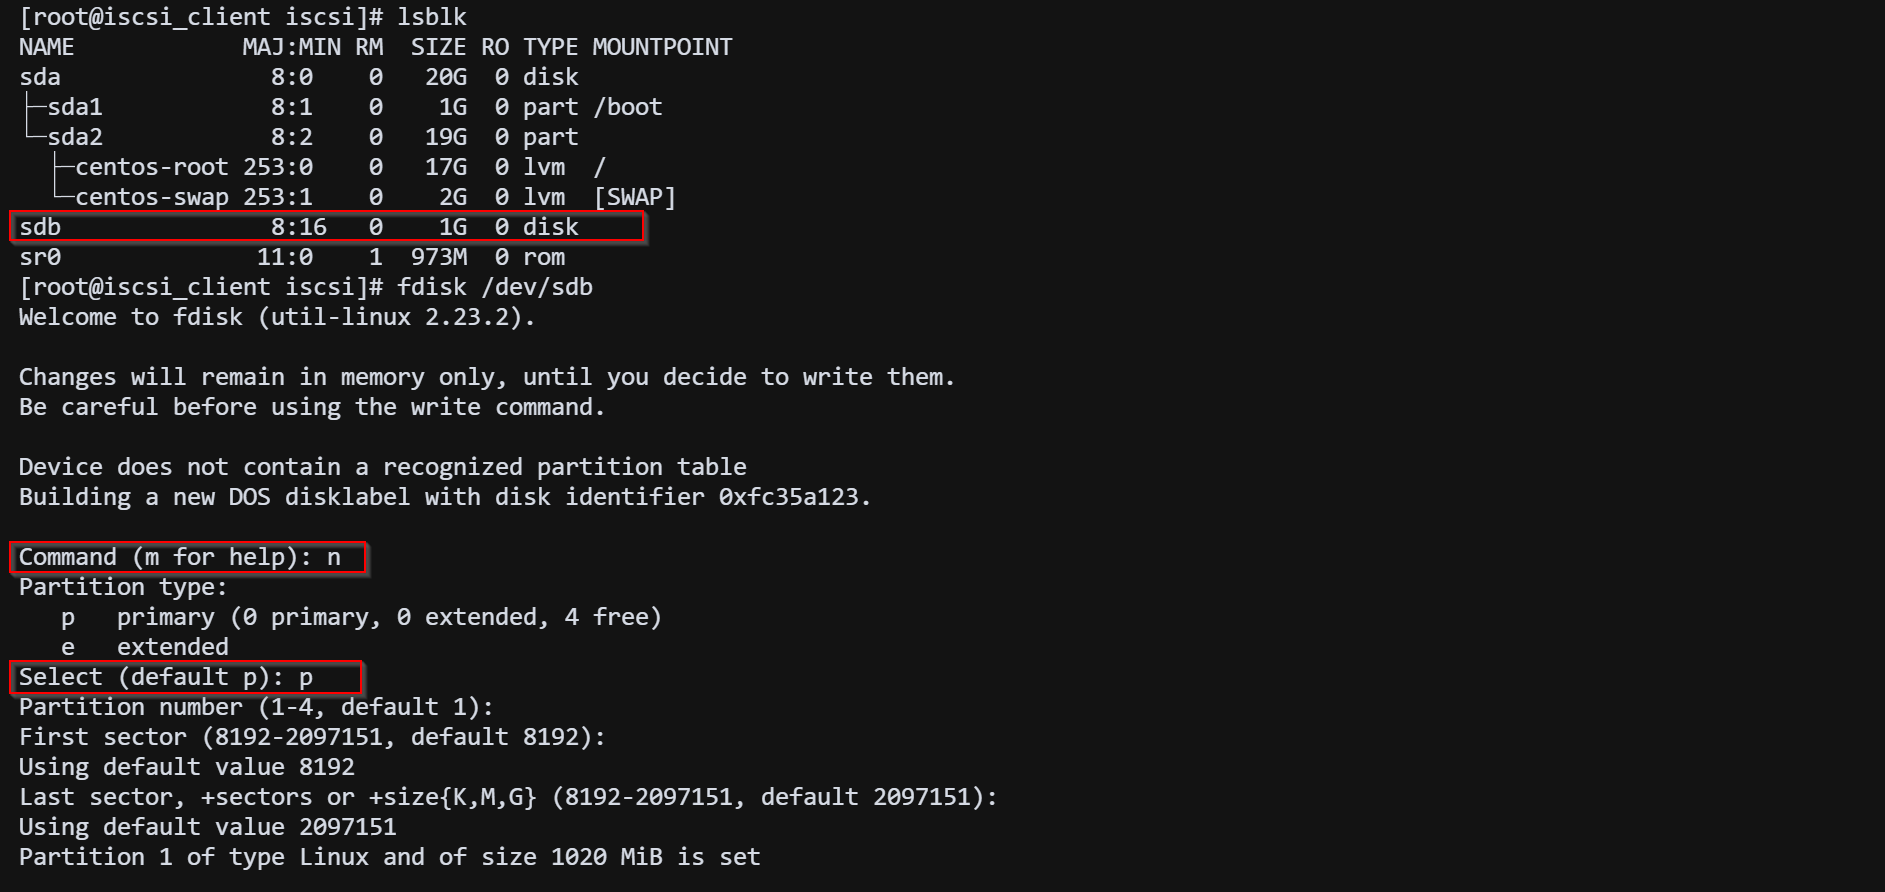 [root@iscsi_client iscsi]# lsblk
NAME            MAJ:MIN RM  SIZE RO TYPE MOUNTPOINT
sda               8:0    0   20G  0 disk
├─sda1            8:1    0    1G  0 part /boot
└─sda2            8:2    0   19G  0 part
  ├─centos-root 253:0    0   17G  0 lvm  /
  └─centos-swap 253:1    0    2G  0 lvm  [SWAP]
sdb               8:16   0    1G  0 disk
sr0              11:0    1  973M  0 rom
[root@iscsi_client iscsi]# fdisk /dev/sdb
Welcome to fdisk (util-linux 2.23.2).

Changes will remain in memory only, until you decide to write them.
Be careful before using the write command.

Device does not contain a recognized partition table
Building a new DOS disklabel with disk identifier 0xfc35a123.

Command (m for help): n
Partition type:
   p   primary (0 primary, 0 extended, 4 free)
   e   extended
Select (default p): p
Partition number (1-4, default 1):
First sector (8192-2097151, default 8192):
Using default value 8192
Last sector, +sectors or +size{K,M,G} (8192-2097151, default 2097151):
Using default value 2097151
Partition 1 of type Linux and of size 1020 MiB is set